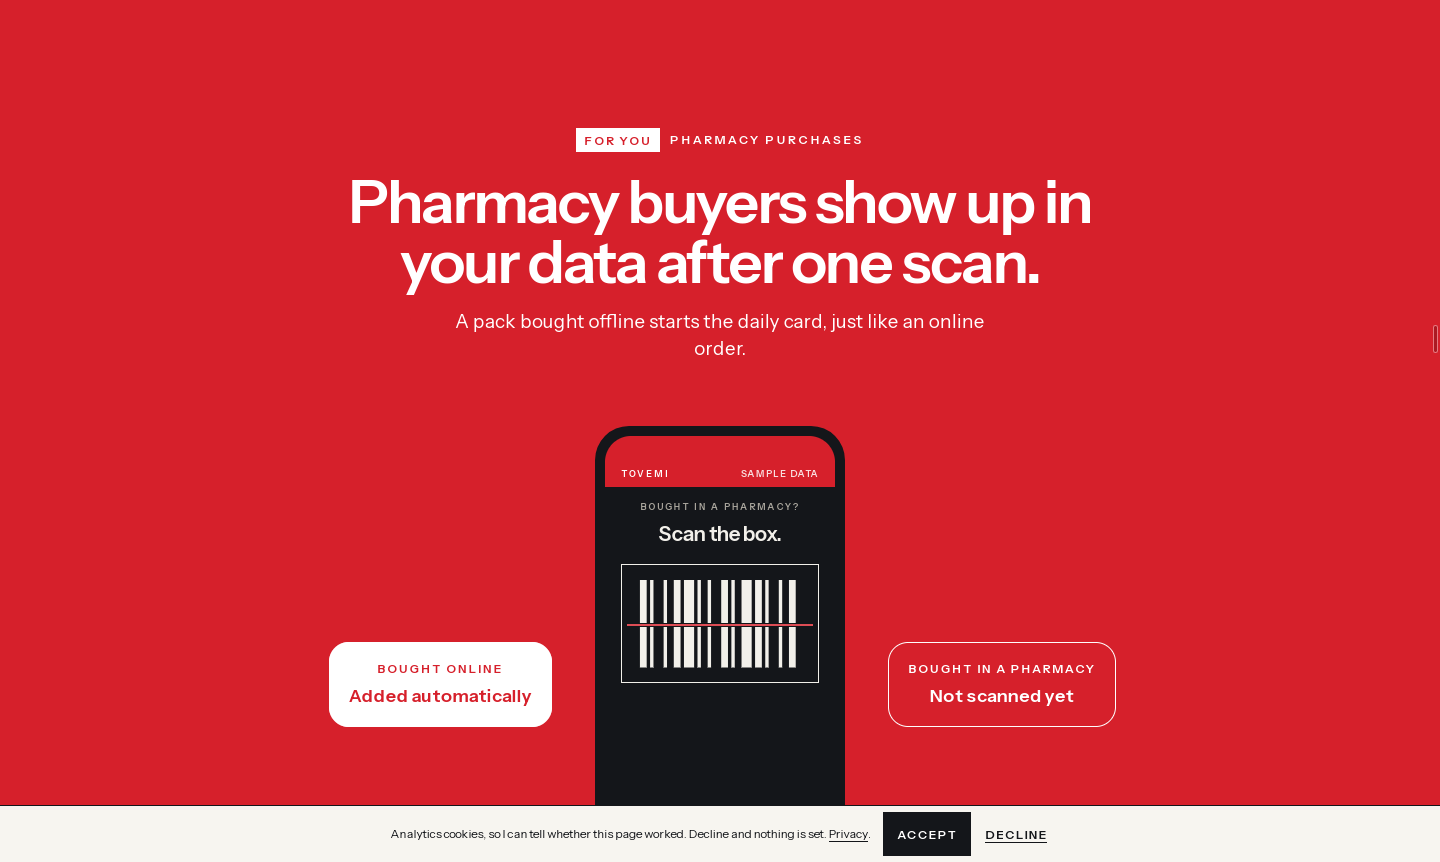 FOR YOU PHARMACY PURCHASES
Pharmacy buyers show up in
your data after one scan.
A pack bought offline starts the daily card, just like an online
order.
TOVEMI SAMPLE DATA
BOUGHT IN A PHARMACY?
Scan the box.
BOUGHT ONLINE
Added automatically
BOUGHT IN A PHARMACY
Not scanned yet
Analytics cookies, so I can tell whether this page worked. Decline and nothing is set. Privacy. ACCEPT DECLINE